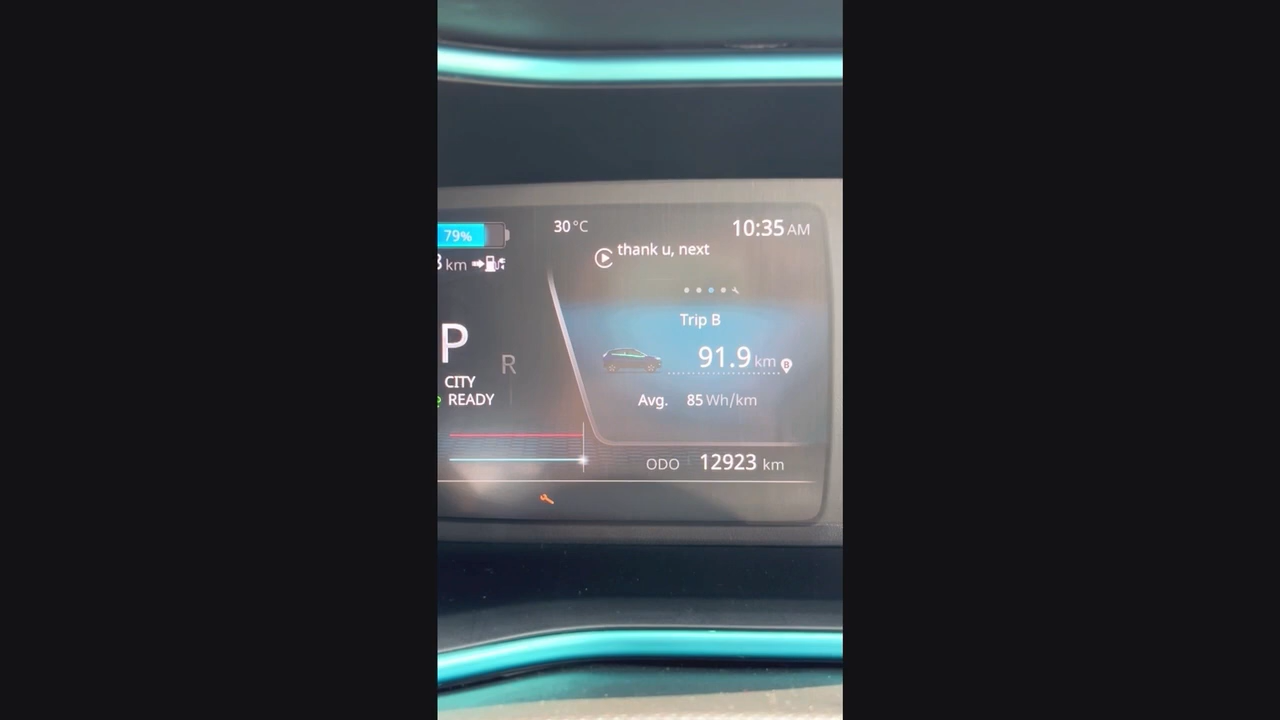 79%
30°C
10:35 AM
km
thank u, next
Trip B
P
R
91.9 km
B
CITY
READY
Avg. 85 Wh/km
ODO 12923 km